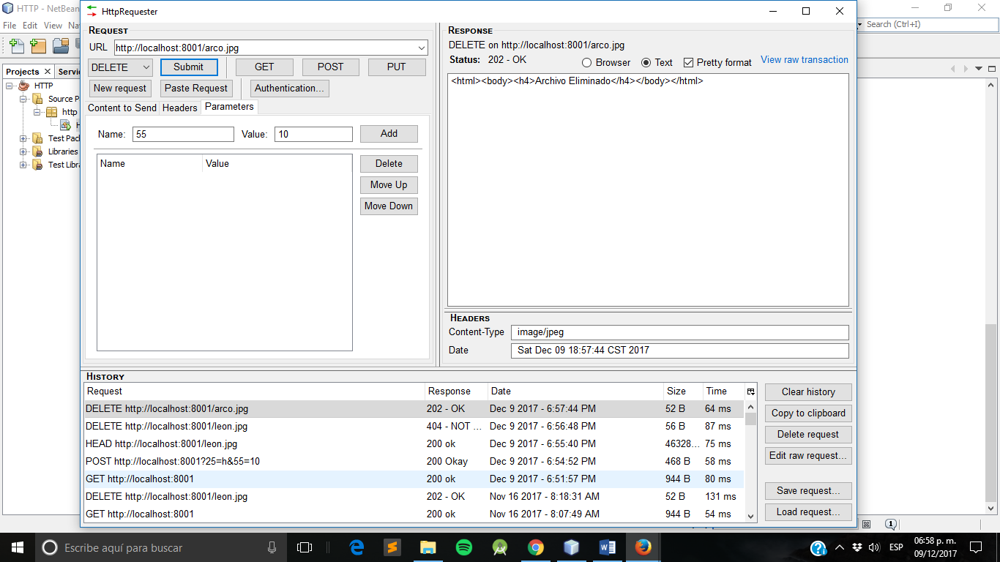 HTTP - NetBean
HttpRequester
File Edit View Na
Search (Ctrl+I)
Projects Servi
HTTP
Source P
http
H
Test Pac
Libraries
Test Libra
REQUEST
URL http://localhost:8001/arco.jpg
DELETE Submit GET POST PUT
New request Paste Request Authentication...
Content to Send Headers Parameters
Name: 55 Value: 10 Add
Name Value
Delete
Move Up
Move Down
RESPONSE
DELETE on http://localhost:8001/arco.jpg
Status: 202 - OK Browser Text Pretty format View raw transaction
<html><body><h4>Archivo Eliminado</h4></body></html>
HEADERS
Content-Type image/jpeg
Date Sat Dec 09 18:57:44 CST 2017
HISTORY
Request Response Date Size Time
DELETE http://localhost:8001/arco.jpg 202 - OK Dec 9 2017 - 6:57:44 PM 52 B 64 ms
DELETE http://localhost:8001/leon.jpg 404 - NOT ... Dec 9 2017 - 6:56:48 PM 56 B 87 ms
HEAD http://localhost:8001/leon.jpg 200 ok Dec 9 2017 - 6:55:40 PM 46328... 75 ms
POST http://localhost:8001?25=h&55=10 200 Okay Dec 9 2017 - 6:54:52 PM 468 B 58 ms
GET http://localhost:8001 200 ok Dec 9 2017 - 6:51:57 PM 944 B 80 ms
DELETE http://localhost:8001/leon.jpg 202 - OK Nov 16 2017 - 8:18:31 AM 52 B 131 ms
GET http://localhost:8001 200 ok Nov 16 2017 - 8:07:49 AM 944 B 54 ms
Clear history
Copy to clipboard
Delete request
Edit raw request...
Save request...
Load request...
1
Escribe aquí para buscar
ESP
06:58 p. m.
09/12/2017